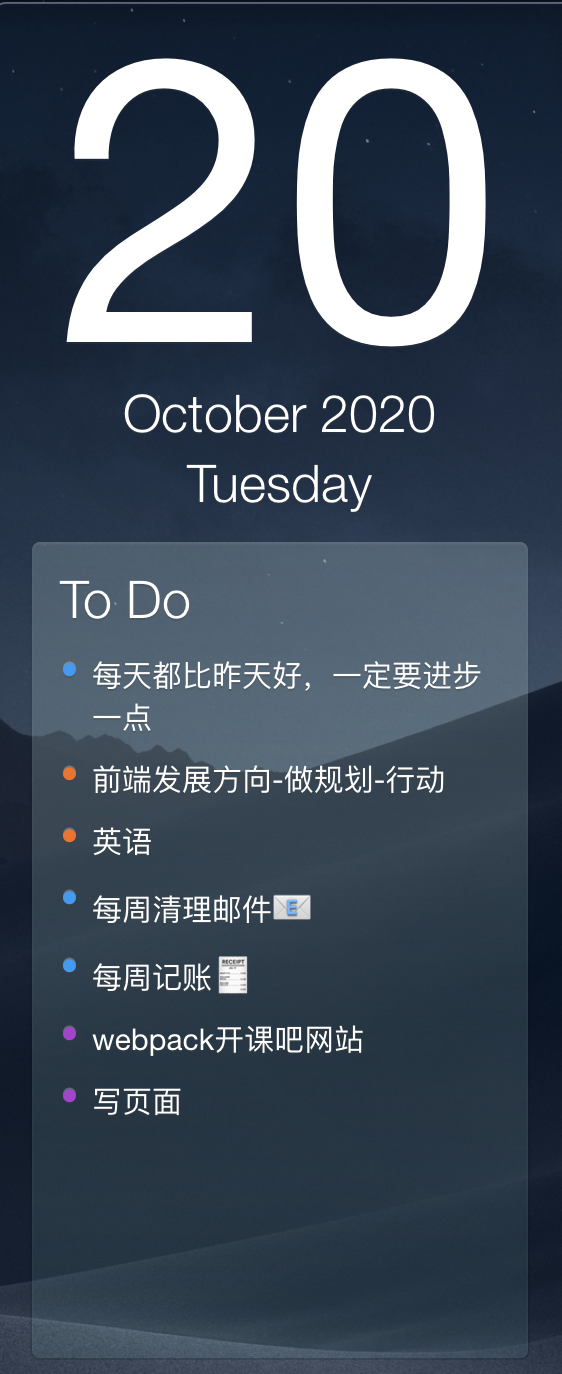 20
October 2020
Tuesday
To Do
每天都比昨天好，一定要进步
一点
前端发展方向-做规划-行动
英语
每周清理邮件📧
每周记账🧾
webpack开课吧网站
写页面